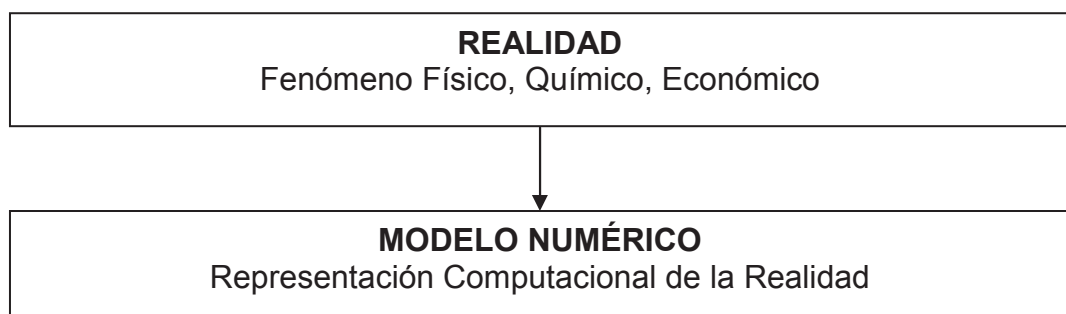 REALIDAD
Fenómeno Físico, Químico, Económico
MODELO NUMÉRICO
Representación Computacional de la Realidad